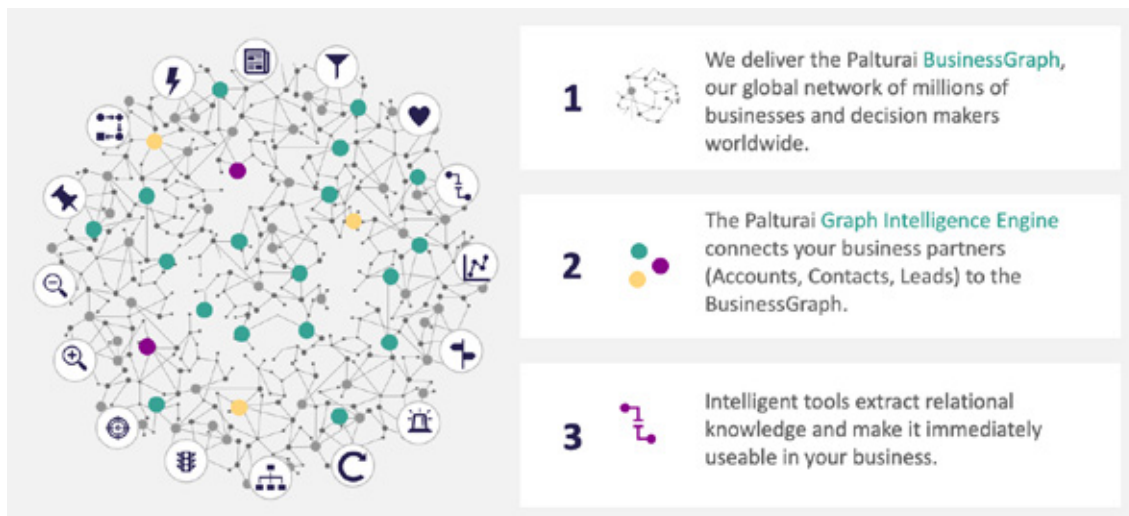 1
We deliver the Palturai BusinessGraph,
our global network of millions of
businesses and decision makers
worldwide.
2
The Palturai Graph Intelligence Engine
connects your business partners
(Accounts, Contacts, Leads) to the
BusinessGraph.
3
Intelligent tools extract relational
knowledge and make it immediately
useable in your business.